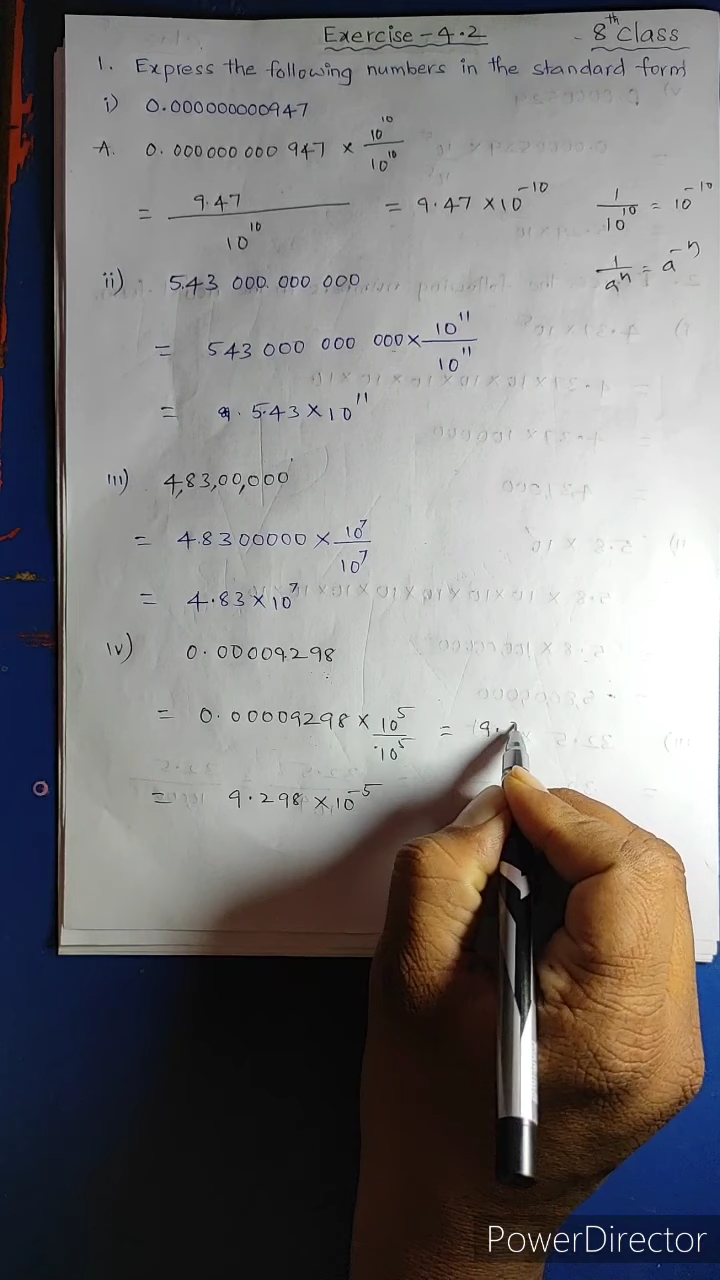 Exercise - 4.2 - 8th class
1. Express the following numbers in the standard form
i) 0.000000000947
A. 0.000000000947 × 10^10/10^10
= 9.47/10^10 = 9.47 × 10^-10 1/10^10 = 10^-10
1/a^n = a^-n
ii) 543 000 000 000
= 543 000 000 000 × 10^11/10^11
= 5.43 × 10^11
iii) 4,83,00,000
= 4.8300000 × 10^7/10^7
= 4.83 × 10^7
iv) 0.00009298
= 0.00009298 × 10^5/10^5 = 9.
= 9.298 × 10^-5
PowerDirector